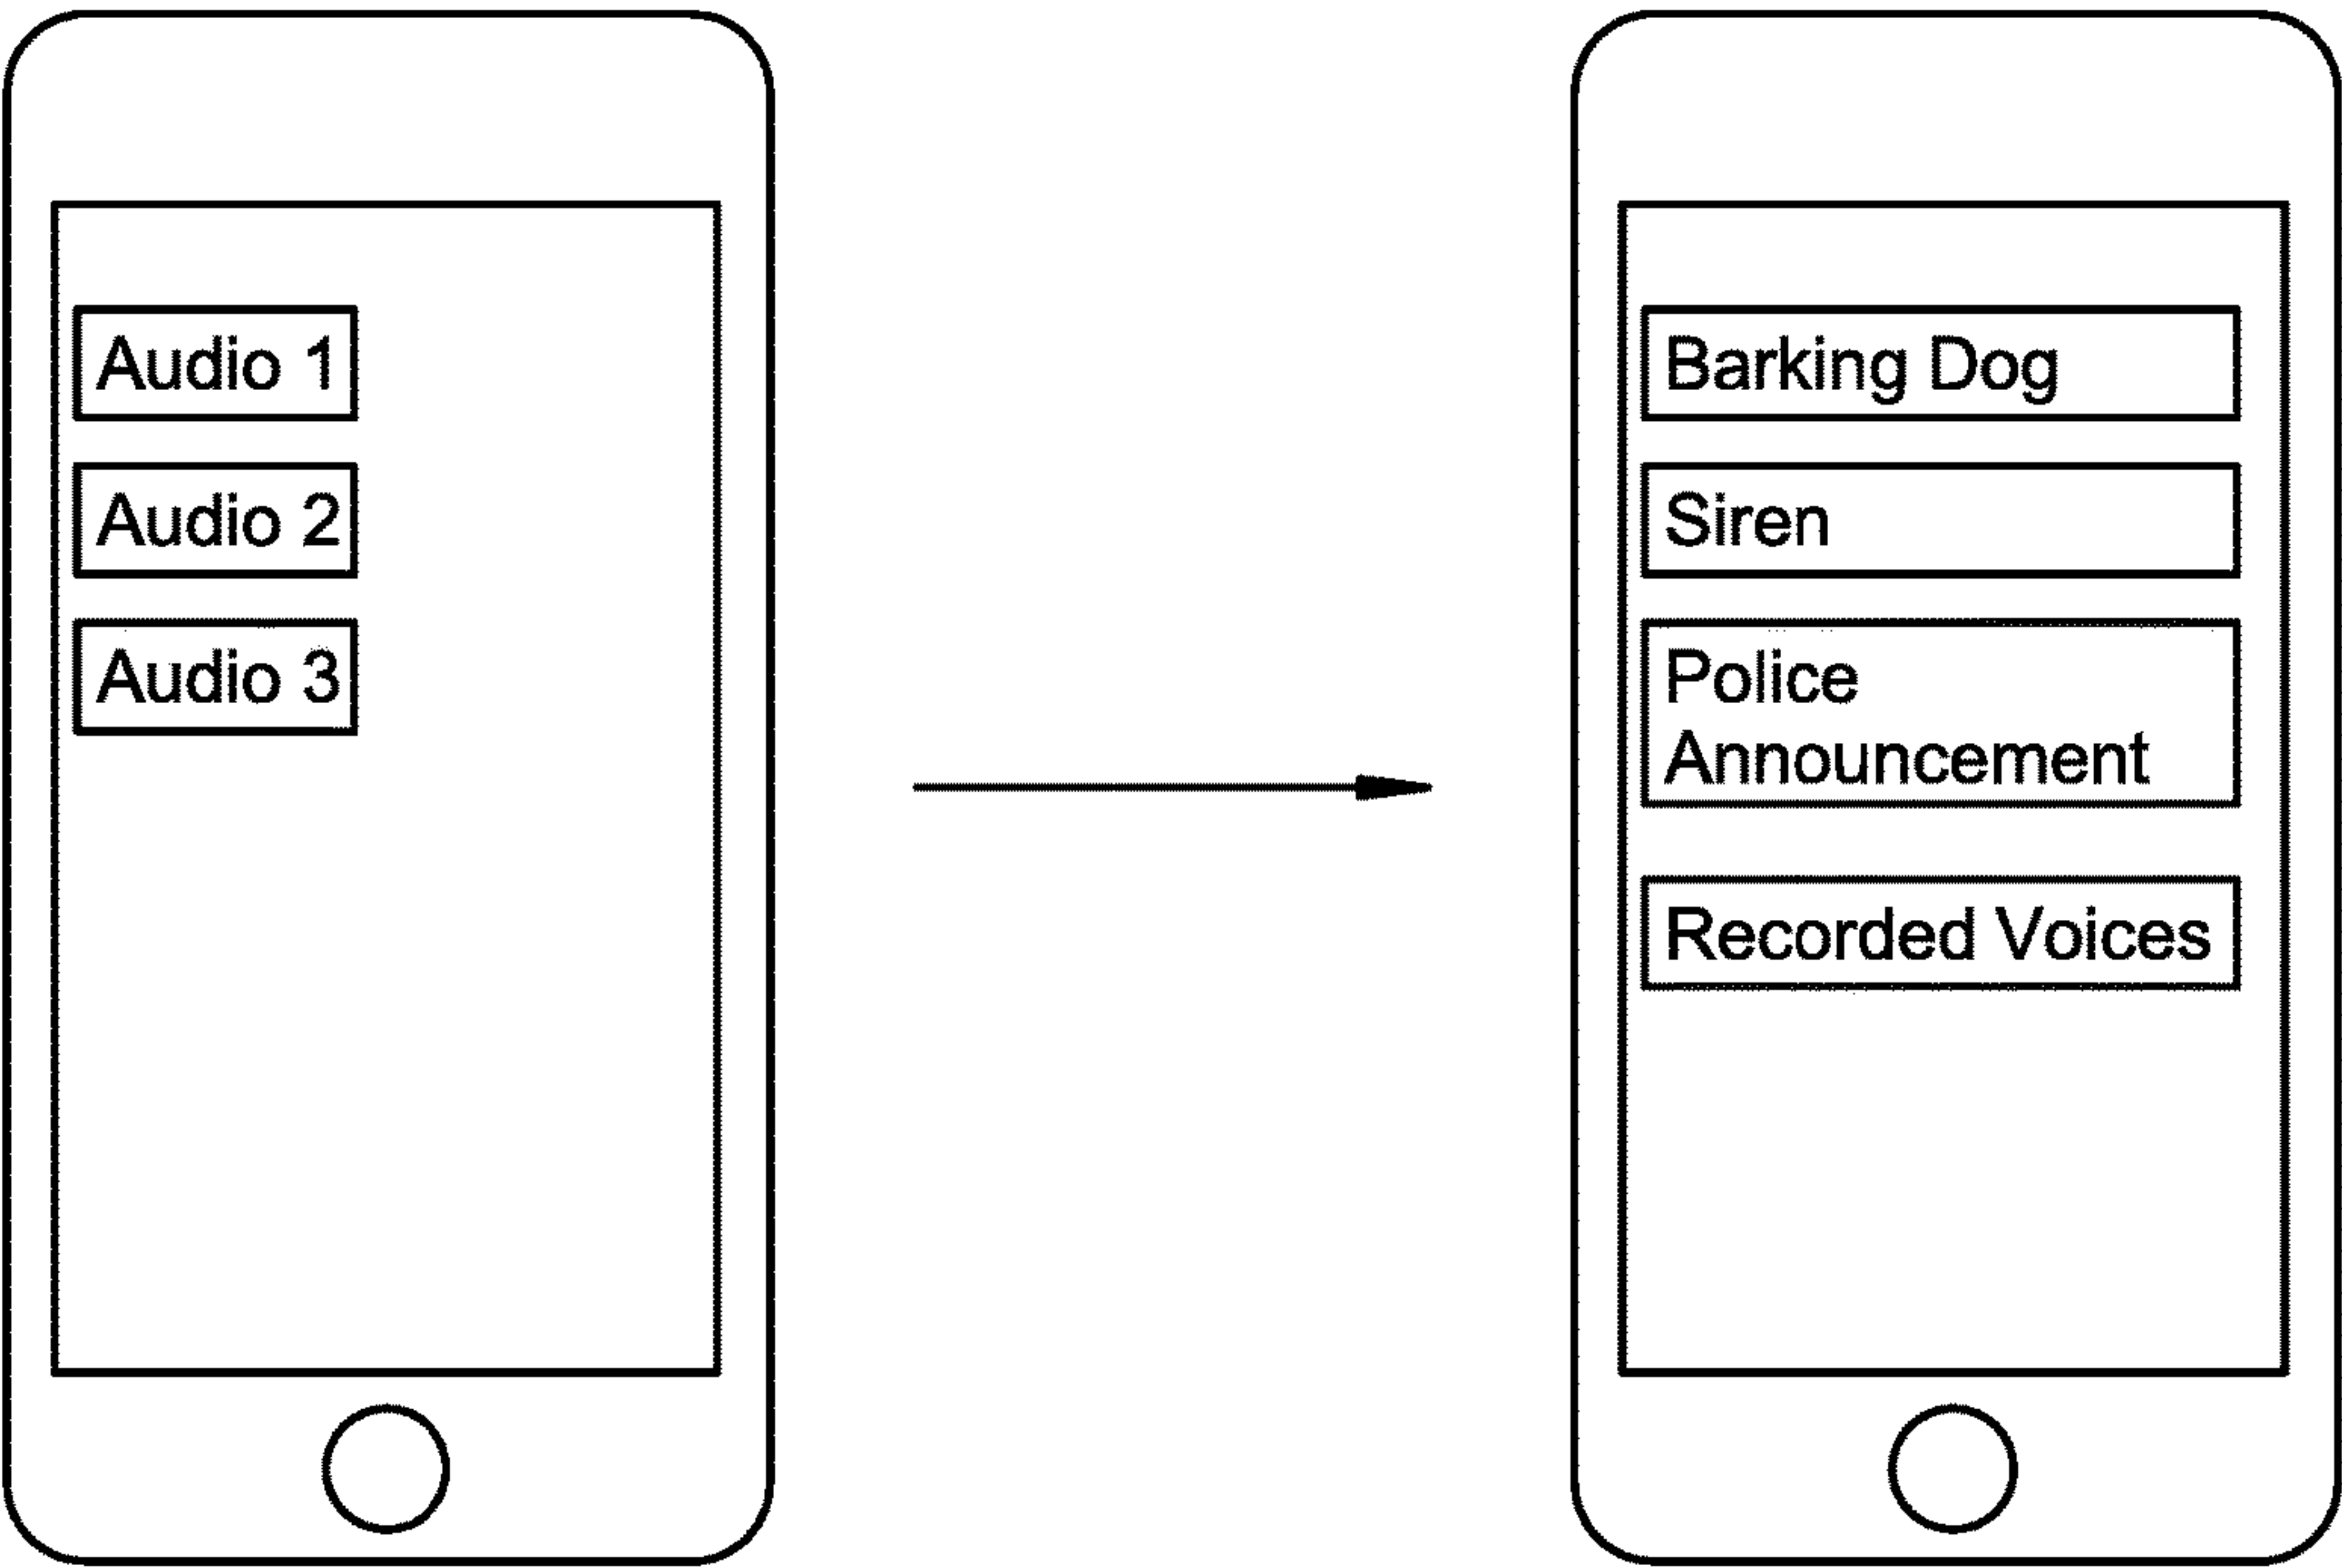 Audio 1
Audio 2
Audio 3
Barking Dog
Siren
Police
Announcement
Recorded Voices